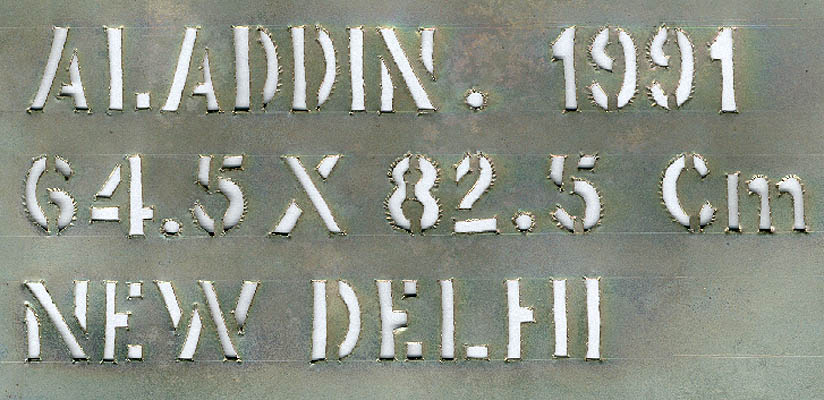 ALADDIN. 1991
64.5 X 82.5 Cm
NEW DELHI